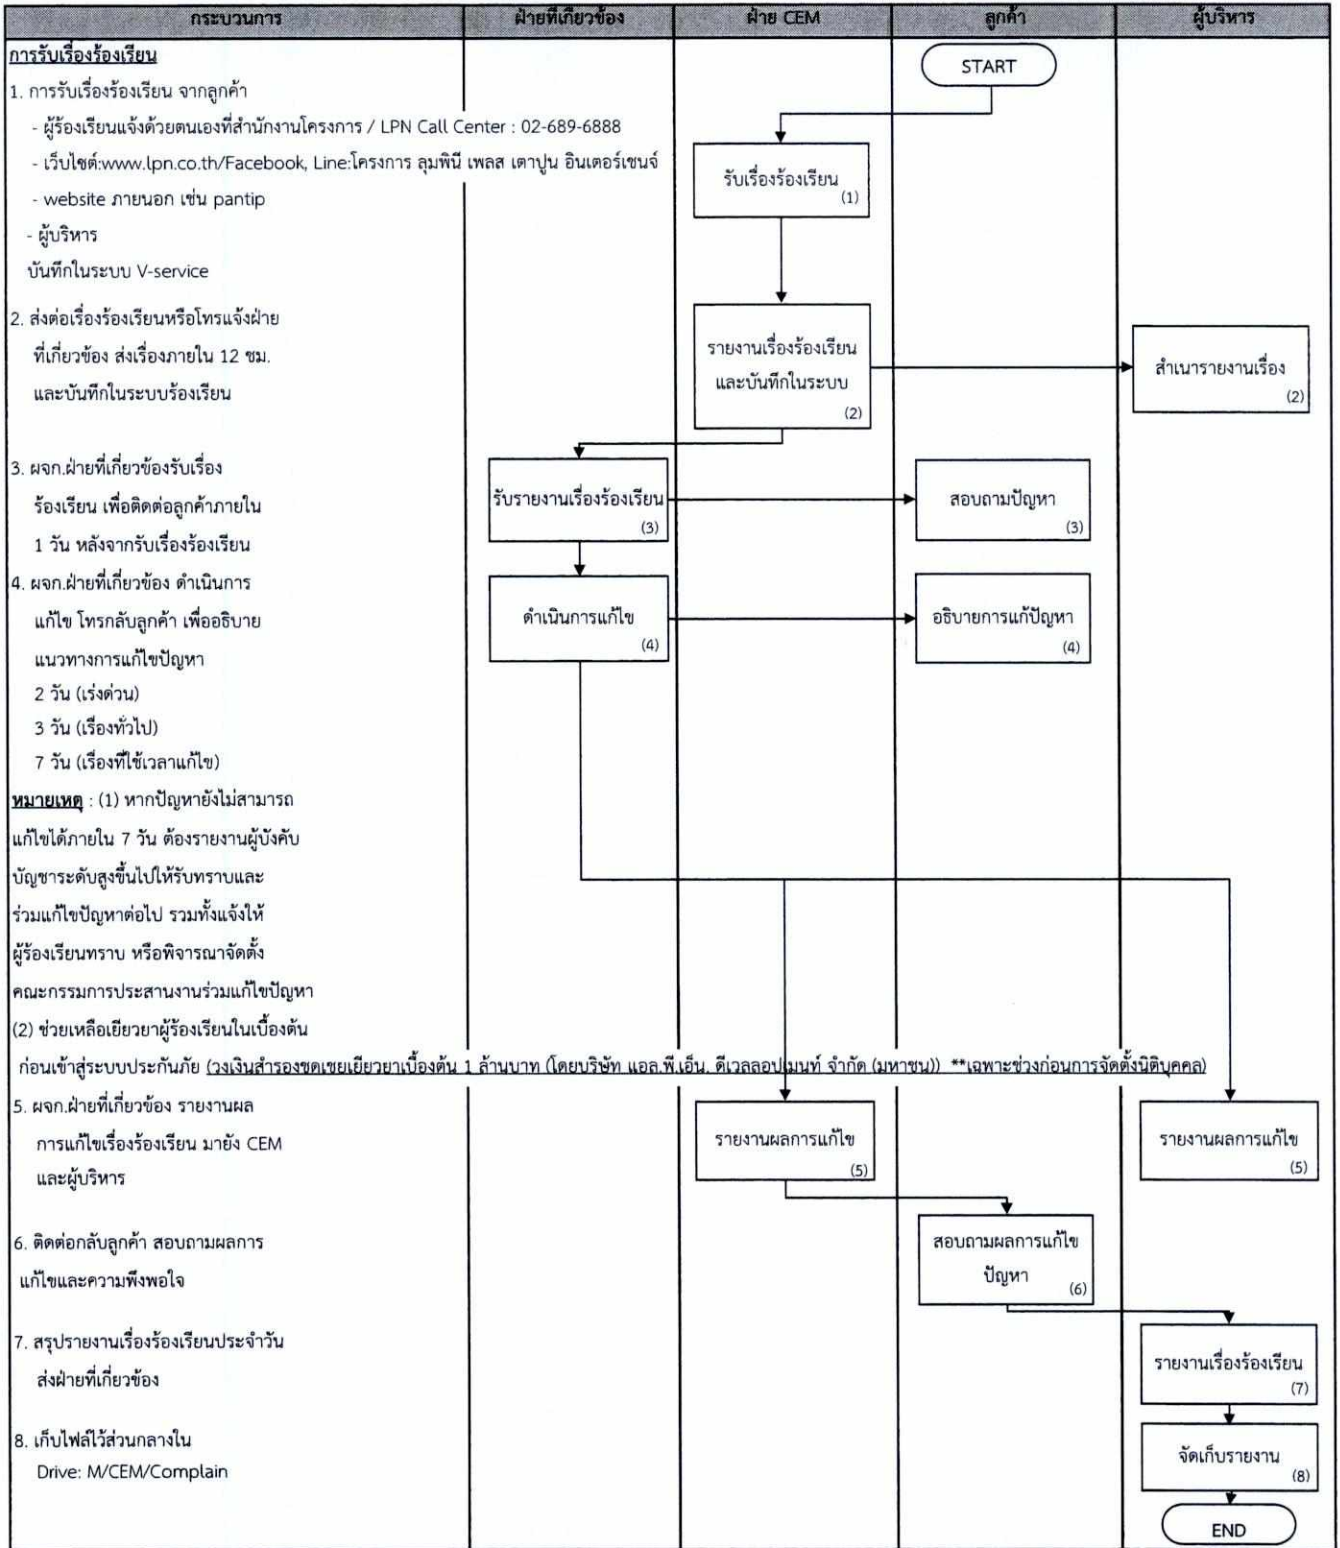 กระบวนการ ฝ่ายที่เกี่ยวข้อง ฝ่าย CEM ลูกค้า ผู้บริหาร
การรับเรื่องร้องเรียน
START
1. การรับเรื่องร้องเรียน จากลูกค้า
- ผู้ร้องเรียนแจ้งด้วยตนเองที่สำนักงานโครงการ / LPN Call Center : 02-689-6888
- เว็บไซต์:www.lpn.co.th/Facebook, Line:โครงการ ลุมพินี เพลส เตาปูน อินเตอร์เชนจ์
- website ภายนอก เช่น pantip
- ผู้บริหาร
บันทึกในระบบ V-service
รับเรื่องร้องเรียน
(1)
2. ส่งต่อเรื่องร้องเรียนหรือโทรแจ้งฝ่าย
ที่เกี่ยวข้อง ส่งเรื่องภายใน 12 ชม.
และบันทึกในระบบร้องเรียน
รายงานเรื่องร้องเรียน
และบันทึกในระบบ
(2)
สำเนารายงานเรื่อง
(2)
3. ผจก.ฝ่ายที่เกี่ยวข้องรับเรื่อง
ร้องเรียน เพื่อติดต่อลูกค้าภายใน
1 วัน หลังจากรับเรื่องร้องเรียน
รับรายงานเรื่องร้องเรียน
(3)
สอบถามปัญหา
(3)
4. ผจก.ฝ่ายที่เกี่ยวข้อง ดำเนินการ
แก้ไข โทรกลับลูกค้า เพื่ออธิบาย
แนวทางการแก้ไขปัญหา
2 วัน (เร่งด่วน)
3 วัน (เรื่องทั่วไป)
7 วัน (เรื่องที่ใช้เวลาแก้ไข)
ดำเนินการแก้ไข
(4)
อธิบายการแก้ปัญหา
(4)
หมายเหตุ : (1) หากปัญหายังไม่สามารถ
แก้ไขได้ภายใน 7 วัน ต้องรายงานผู้บังคับ
บัญชาระดับสูงขึ้นไปให้รับทราบและ
ร่วมแก้ไขปัญหาต่อไป รวมทั้งแจ้งให้
ผู้ร้องเรียนทราบ หรือพิจารณาจัดตั้ง
คณะกรรมการประสานงานร่วมแก้ไขปัญหา
(2) ช่วยเหลือเยียวยาผู้ร้องเรียนในเบื้องต้น
ก่อนเข้าสู่ระบบประกันภัย (วงเงินสำรองชดเชยเยียวยาเบื้องต้น 1 ล้านบาท (โดยบริษัท แอล.พี.เอ็น. ดีเวลลอปเมนท์ จำกัด (มหาชน)) **เฉพาะช่วงก่อนการจัดตั้งนิติบุคคล)
5. ผจก.ฝ่ายที่เกี่ยวข้อง รายงานผล
การแก้ไขเรื่องร้องเรียน มายัง CEM
และผู้บริหาร
รายงานผลการแก้ไข
(5)
รายงานผลการแก้ไข
(5)
6. ติดต่อกลับลูกค้า สอบถามผลการ
แก้ไขและความพึงพอใจ
สอบถามผลการแก้ไข
ปัญหา
(6)
7. สรุปรายงานเรื่องร้องเรียนประจำวัน
ส่งฝ่ายที่เกี่ยวข้อง
รายงานเรื่องร้องเรียน
(7)
8. เก็บไฟล์ไว้ส่วนกลางใน
Drive: M/CEM/Complain
จัดเก็บรายงาน
(8)
END